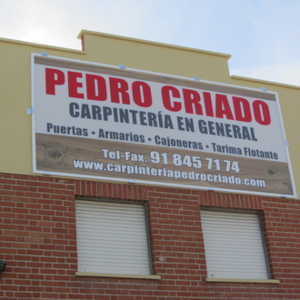 PEDRO CRIADO
CARPINTERÍA EN GENERAL
Puertas • Armarios • Cajoneras • Tarima Flotante
Tel-Fax. 91 845 71 74
www.carpinteriapedrocriado.com